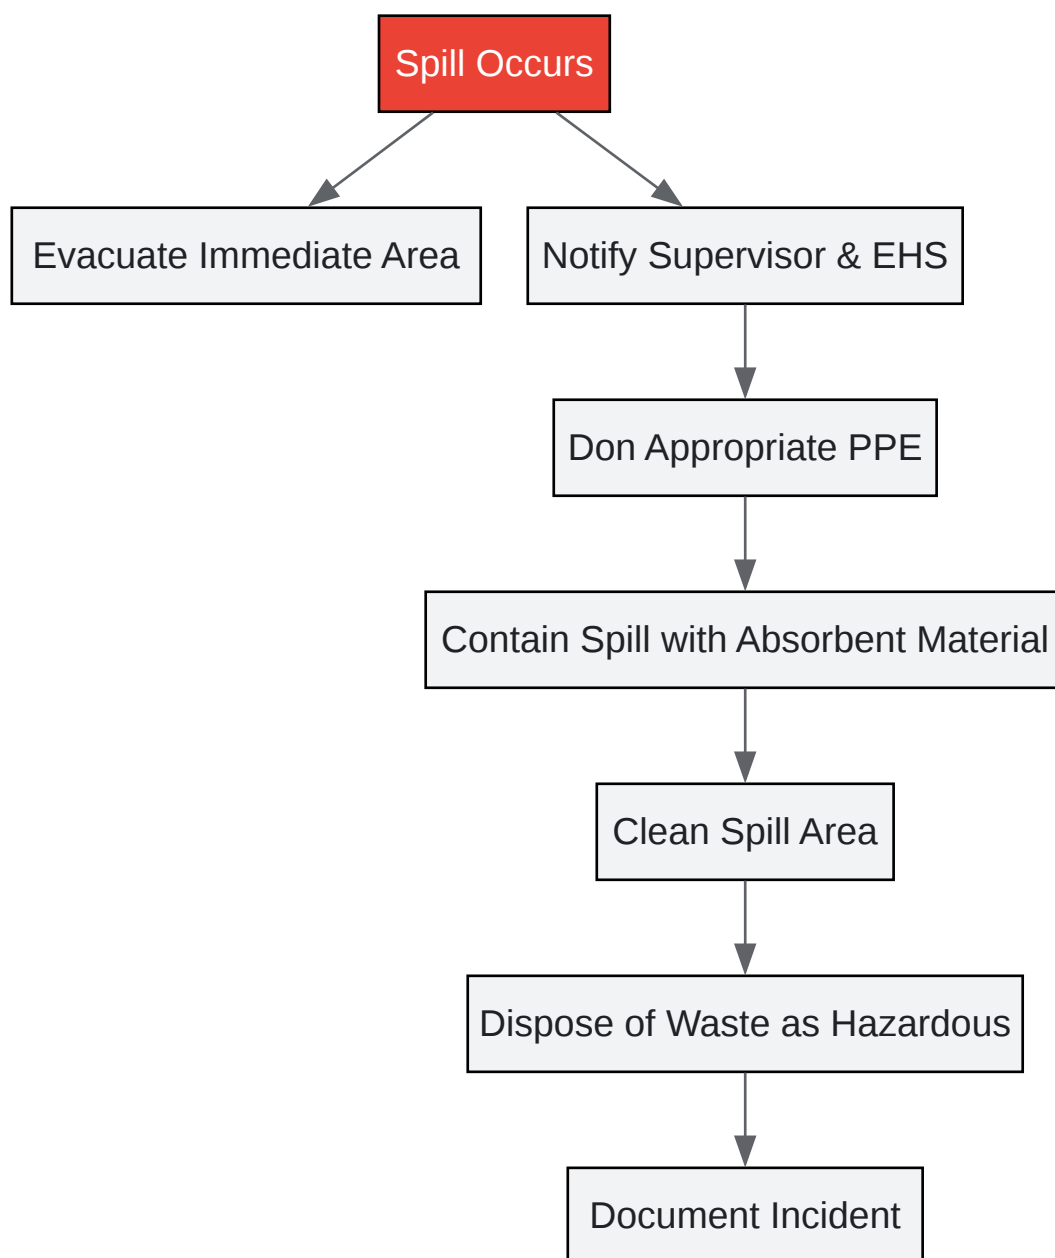 Spill Occurs
Evacuate Immediate Area
Notify Supervisor & EHS
Don Appropriate PPE
Contain Spill with Absorbent Material
Clean Spill Area
Dispose of Waste as Hazardous
Document Incident